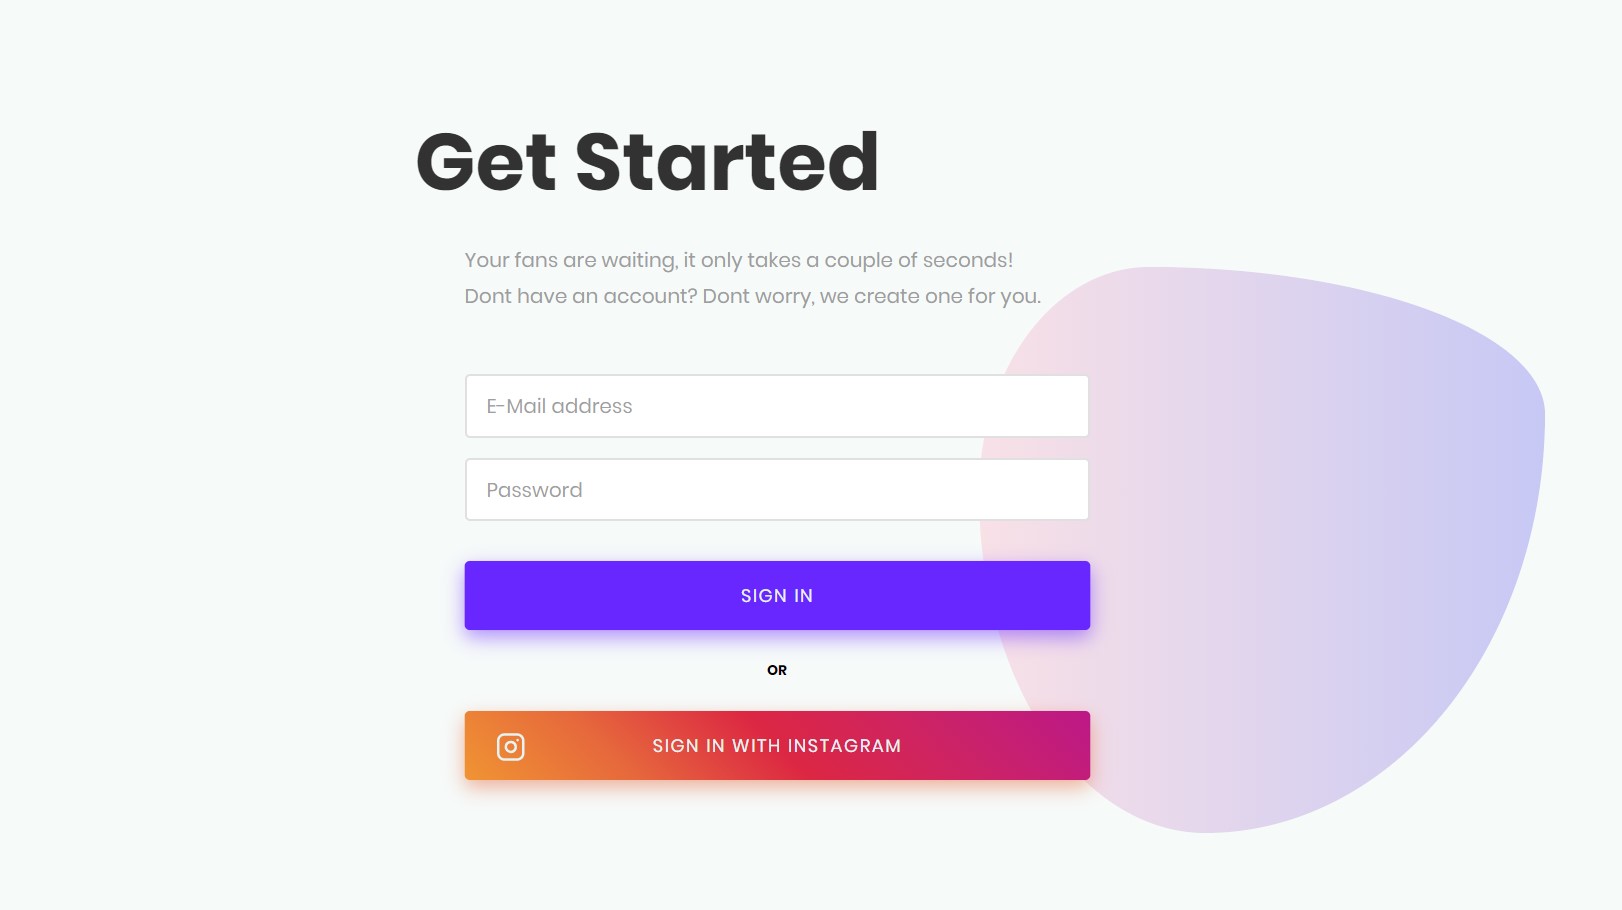 Get Started
Your fans are waiting, it only takes a couple of seconds!
Dont have an account? Dont worry, we create one for you.
E-Mail address
Password
SIGN IN
OR
SIGN IN WITH INSTAGRAM